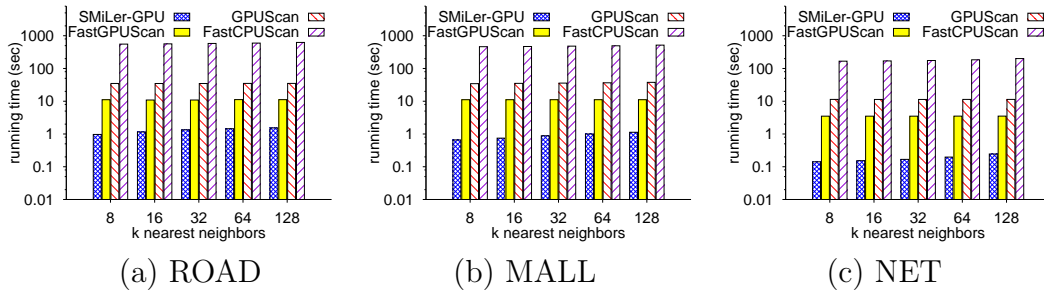 SMiLer-GPU GPUScan
FastGPUScan FastCPUScan
running time (sec)
1000
100
10
1
0.1
0.01
8 16 32 64 128
k nearest neighbors
(a) ROAD
SMiLer-GPU GPUScan
FastGPUScan FastCPUScan
running time (sec)
1000
100
10
1
0.1
0.01
8 16 32 64 128
k nearest neighbors
(b) MALL
SMiLer-GPU GPUScan
FastGPUScan FastCPUScan
running time (sec)
1000
100
10
1
0.1
0.01
8 16 32 64 128
k nearest neighbors
(c) NET